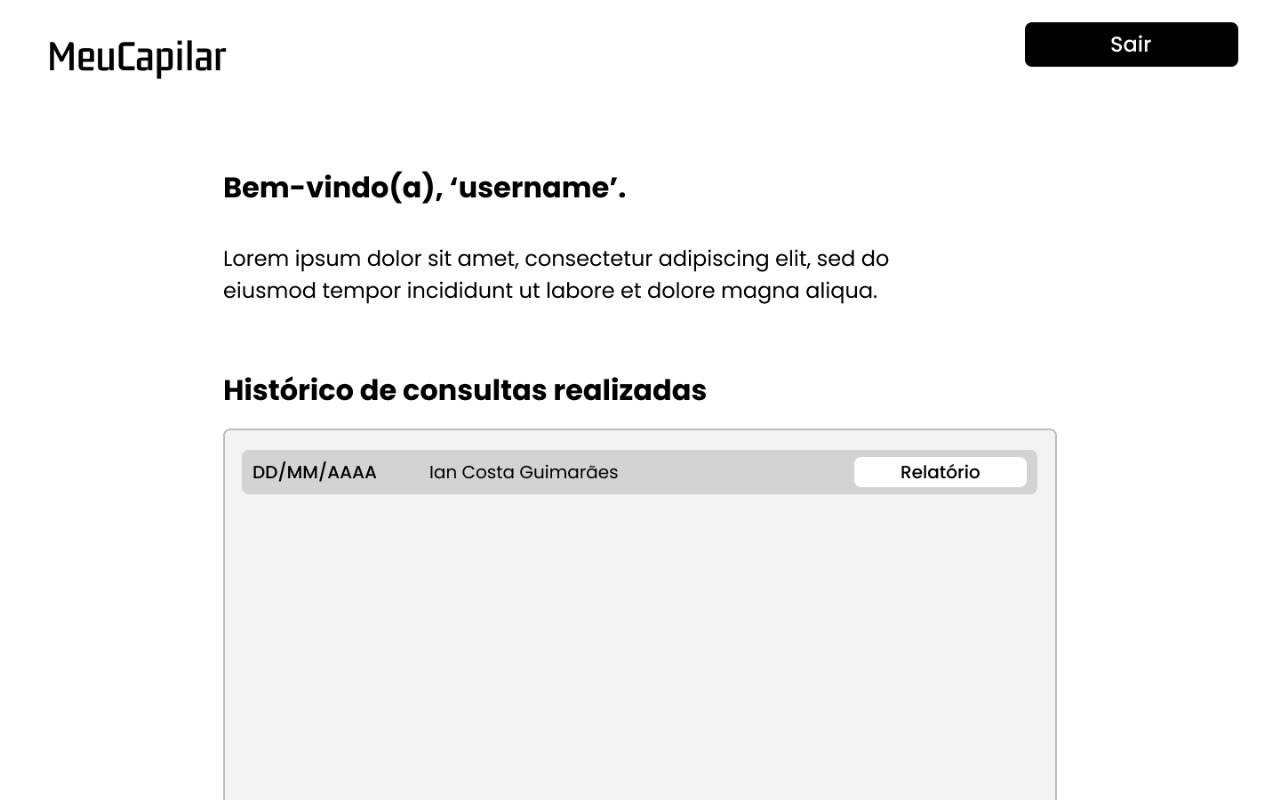 MeuCapilar
Sair
Bem-vindo(a), ‘username’.
Lorem ipsum dolor sit amet, consectetur adipiscing elit, sed do
eiusmod tempor incididunt ut labore et dolore magna aliqua.
Histórico de consultas realizadas
DD/MM/AAAA Ian Costa Guimarães Relatório